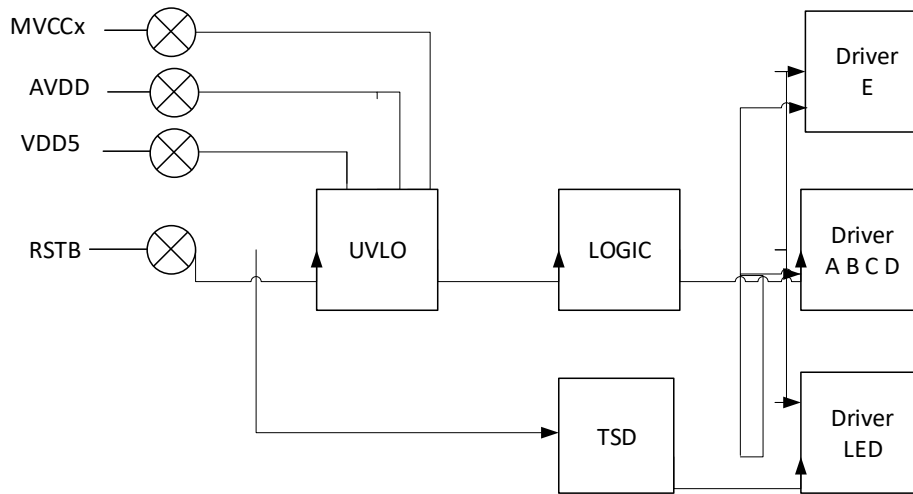 MVCCx
AVDD
VDD5
RSTB
UVLO
LOGIC
TSD
Driver
E
Driver
A B C D
Driver
LED